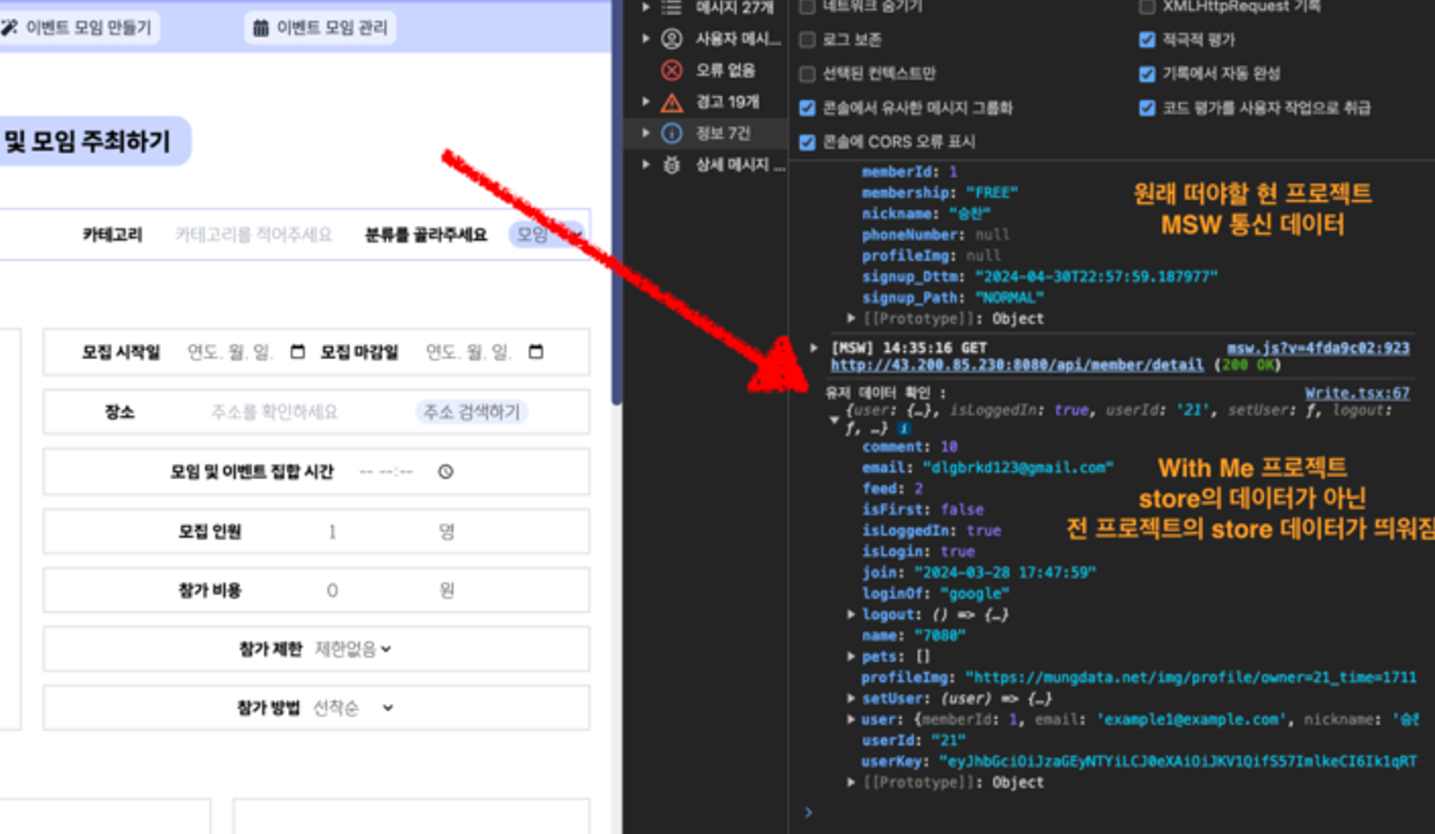 이벤트 모임 만들기
이벤트 모임 관리
및 모임 주최하기
카테고리 카테고리를 적어주세요 분류를 골라주세요 모임
모집 시작일 연도. 월. 일. 모집 마감일 연도. 월. 일.
장소 주소를 확인하세요 주소 검색하기
모임 및 이벤트 집합 시간 -- --:--
모집 인원 1 명
참가 비용 0 원
참가 제한 제한없음
참가 방법 선착순
메시지 27개
사용자 메시...
오류 없음
경고 19개
정보 7건
상세 메시지 ...
네트워크 숨기기
XMLHttpRequest 기록
로그 보존
적극적 평가
선택된 컨텍스트만
기록에서 자동 완성
콘솔에서 유사한 메시지 그룹화
코드 평가를 사용자 작업으로 취급
콘솔에 CORS 오류 표시
memberId: 1
membership: "FREE"
nickname: "승찬"
phoneNumber: null
profileImg: null
signup_Dttm: "2024-04-30T22:57:59.187977"
signup_Path: "NORMAL"
[[Prototype]]: Object
원래 떠야할 현 프로젝트
MSW 통신 데이터
[MSW] 14:35:16 GET msw.js?v=4fda9c02:923
http://43.200.85.230:8080/api/member/detail (200 OK)
유저 데이터 확인 : Write.tsx:67
{user: {…}, isLoggedIn: true, userId: '21', setUser: ƒ, logout:
ƒ, …} i
comment: 10
email: "dlgbrkd123@gmail.com"
feed: 2
isFirst: false
isLoggedIn: true
isLogin: true
join: "2024-03-28 17:47:59"
loginOf: "google"
logout: () => {…}
name: "7080"
pets: []
profileImg: "https://mungdata.net/img/profile/owner=21_time=1711
setUser: (user) => {…}
user: {memberId: 1, email: 'example1@example.com', nickname: '승찬
userId: "21"
userKey: "eyJhbGciOiJzaGEyNTYiLCJ0eXAiOiJKV1QifS57ImlkeCI6Ik1qRT
[[Prototype]]: Object
With Me 프로젝트
store의 데이터가 아닌
전 프로젝트의 store 데이터가 띄워짐